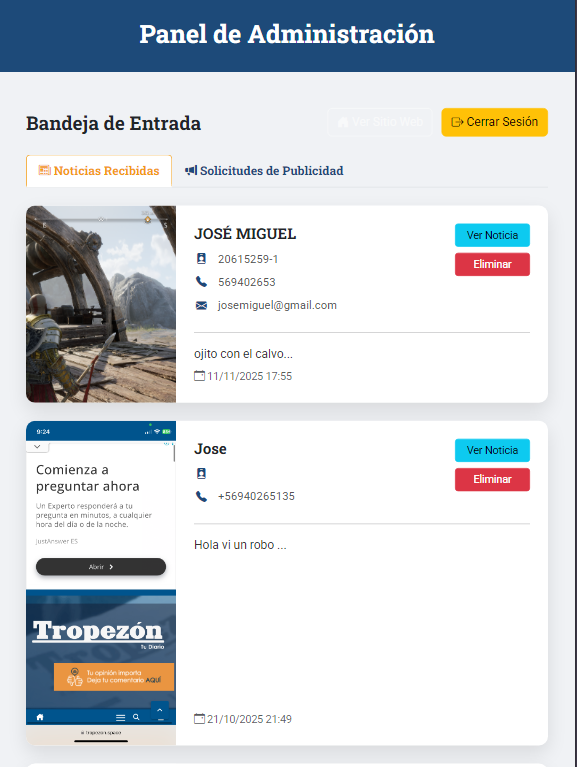 Panel de Administración
Bandeja de Entrada
Ver Sitio Web
Cerrar Sesión
Noticias Recibidas
Solicitudes de Publicidad
E
S
JOSÉ MIGUEL
Ver Noticia
20615259-1
Eliminar
569402653
josemiguel@gmail.com
ojito con el calvo...
11/11/2025 17:55
9:24
Comienza a
preguntar ahora
Un Experto responderá a tu
pregunta en minutos, a cualquier
hora del día o de la noche.
JustAnswer ES
Abrir
Tropezón
Tu Diario
Tu opinión importa
Deja tu comentario AQUÍ
tropezon.space
Jose
Ver Noticia
Eliminar
+56940265135
Hola vi un robo ...
21/10/2025 21:49